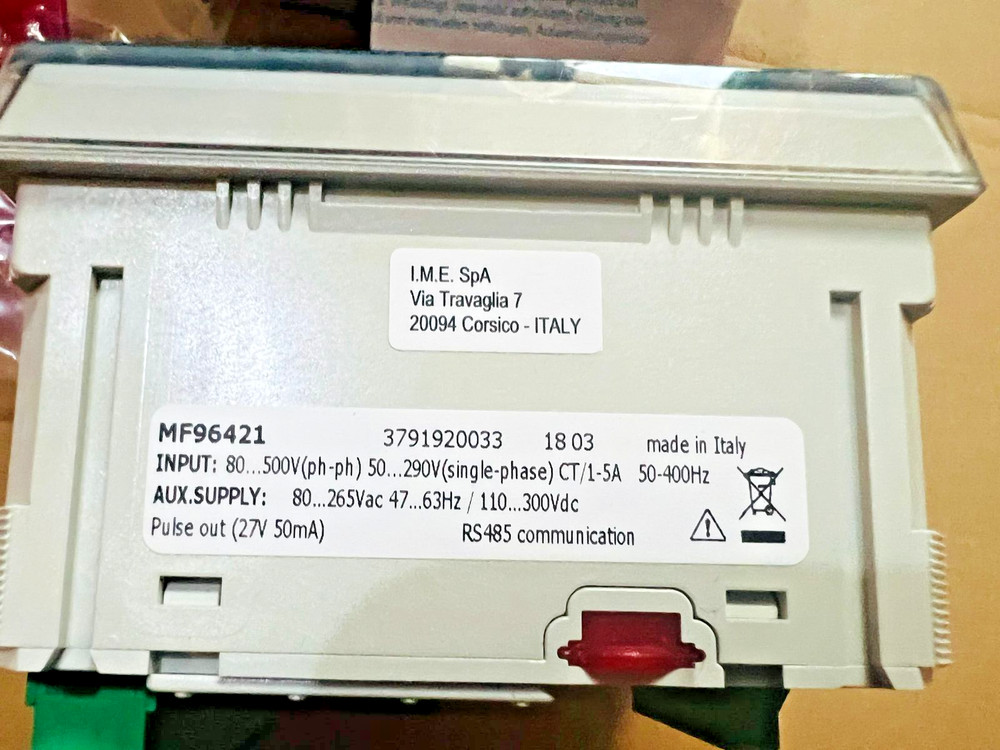 I.M.E. SpA
Via Travaglia 7
20094 Corsico - ITALY
MF96421 3791920033 18 03 made in Italy
INPUT: 80...500V(ph-ph) 50...290V(single-phase) CT/1-5A 50-400Hz
AUX.SUPPLY: 80...265Vac 47...63Hz / 110...300Vdc
Pulse out (27V 50mA) RS485 communication